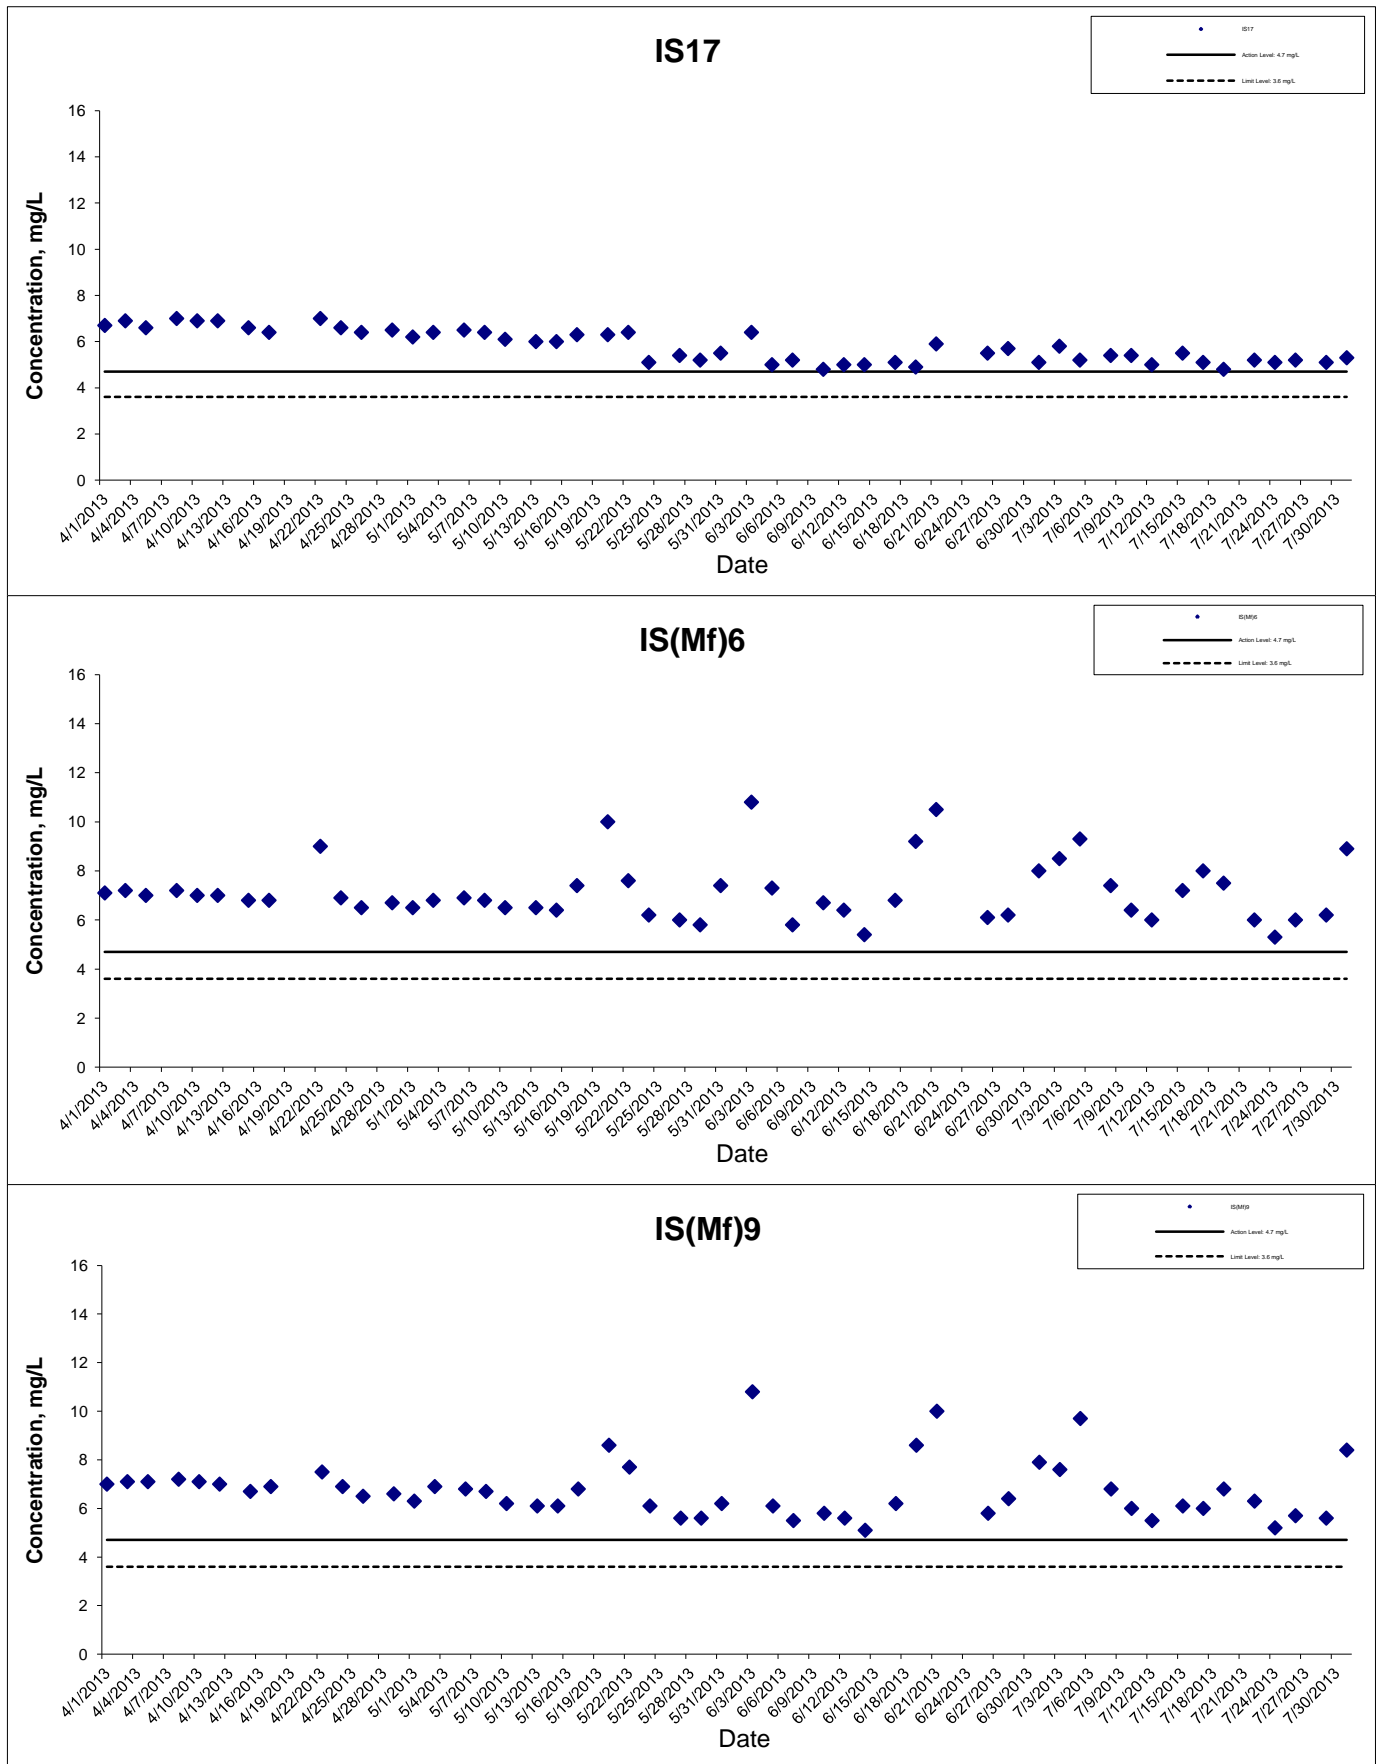 IS17
IS17
Action Level: 4.7 mg/L
Limit Level: 3.6 mg/L
Concentration, mg/L
16
14
12
10
8
6
4
2
0
4/1/2013 4/4/2013 4/7/2013 4/10/2013 4/13/2013 4/16/2013 4/19/2013 4/22/2013 4/25/2013 4/28/2013 5/1/2013 5/4/2013 5/7/2013 5/10/2013 5/13/2013 5/16/2013 5/19/2013 5/22/2013 5/25/2013 5/28/2013 5/31/2013 6/3/2013 6/6/2013 6/9/2013 6/12/2013 6/15/2013 6/18/2013 6/21/2013 6/24/2013 6/27/2013 6/30/2013 7/3/2013 7/6/2013 7/9/2013 7/12/2013 7/15/2013 7/18/2013 7/21/2013 7/24/2013 7/27/2013 7/30/2013
Date
IS(Mf)6
IS(Mf)6
Action Level: 4.7 mg/L
Limit Level: 3.6 mg/L
Concentration, mg/L
16
14
12
10
8
6
4
2
0
4/1/2013 4/4/2013 4/7/2013 4/10/2013 4/13/2013 4/16/2013 4/19/2013 4/22/2013 4/25/2013 4/28/2013 5/1/2013 5/4/2013 5/7/2013 5/10/2013 5/13/2013 5/16/2013 5/19/2013 5/22/2013 5/25/2013 5/28/2013 5/31/2013 6/3/2013 6/6/2013 6/9/2013 6/12/2013 6/15/2013 6/18/2013 6/21/2013 6/24/2013 6/27/2013 6/30/2013 7/3/2013 7/6/2013 7/9/2013 7/12/2013 7/15/2013 7/18/2013 7/21/2013 7/24/2013 7/27/2013 7/30/2013
Date
IS(Mf)9
IS(Mf)9
Action Level: 4.7 mg/L
Limit Level: 3.6 mg/L
Concentration, mg/L
16
14
12
10
8
6
4
2
0
4/1/2013 4/4/2013 4/7/2013 4/10/2013 4/13/2013 4/16/2013 4/19/2013 4/22/2013 4/25/2013 4/28/2013 5/1/2013 5/4/2013 5/7/2013 5/10/2013 5/13/2013 5/16/2013 5/19/2013 5/22/2013 5/25/2013 5/28/2013 5/31/2013 6/3/2013 6/6/2013 6/9/2013 6/12/2013 6/15/2013 6/18/2013 6/21/2013 6/24/2013 6/27/2013 6/30/2013 7/3/2013 7/6/2013 7/9/2013 7/12/2013 7/15/2013 7/18/2013 7/21/2013 7/24/2013 7/27/2013 7/30/2013
Date